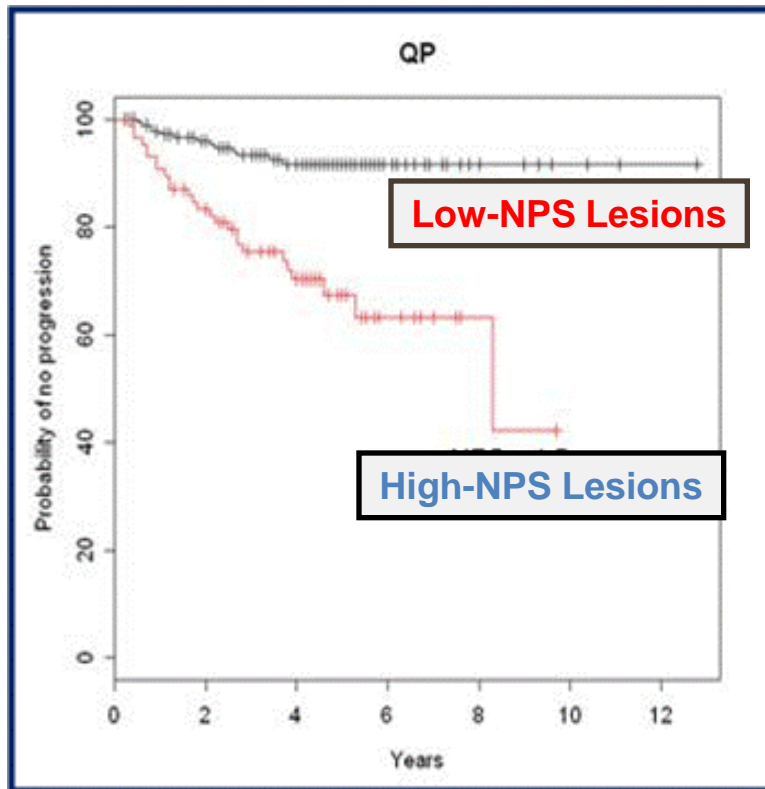 QP
Probability of no progression
100
80
60
40
20
0
Low-NPS Lesions
High-NPS Lesions
0 2 4 6 8 10 12
Years